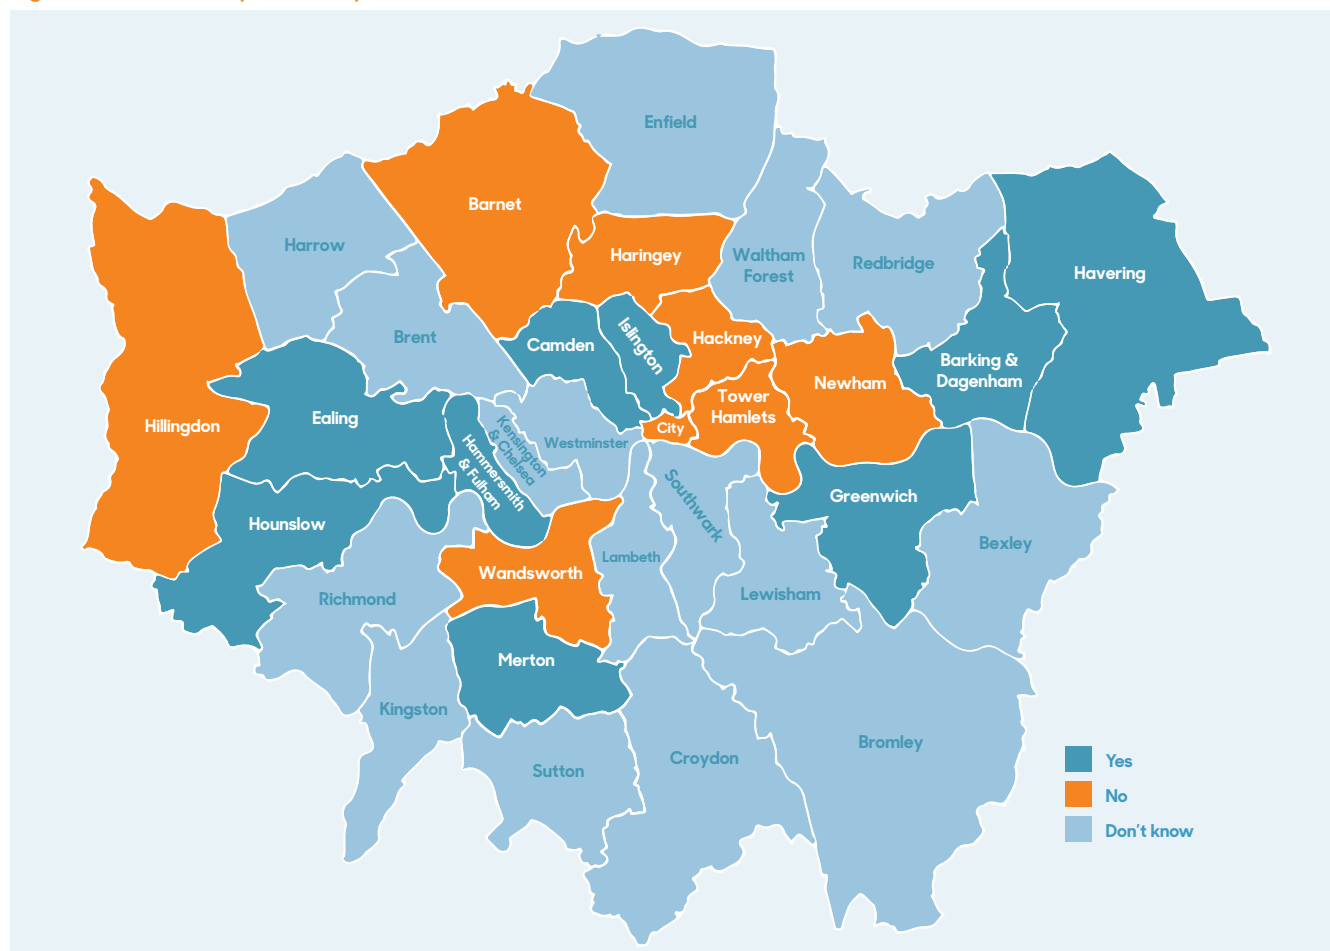 Enfield
Barnet
Harrow
Haringey
Waltham
Forest
Redbridge
Havering
Brent
Camden
Islington
Hackney
Barking &
Dagenham
Newham
Tower
Hamlets
Hillingdon
Ealing
City
Westminster
Kensington
& Chelsea
Hammersmith
& Fulham
Southwark
Greenwich
Hounslow
Bexley
Lambeth
Wandsworth
Lewisham
Richmond
Merton
Kingston
Bromley
Croydon
Sutton
Yes
No
Don't know